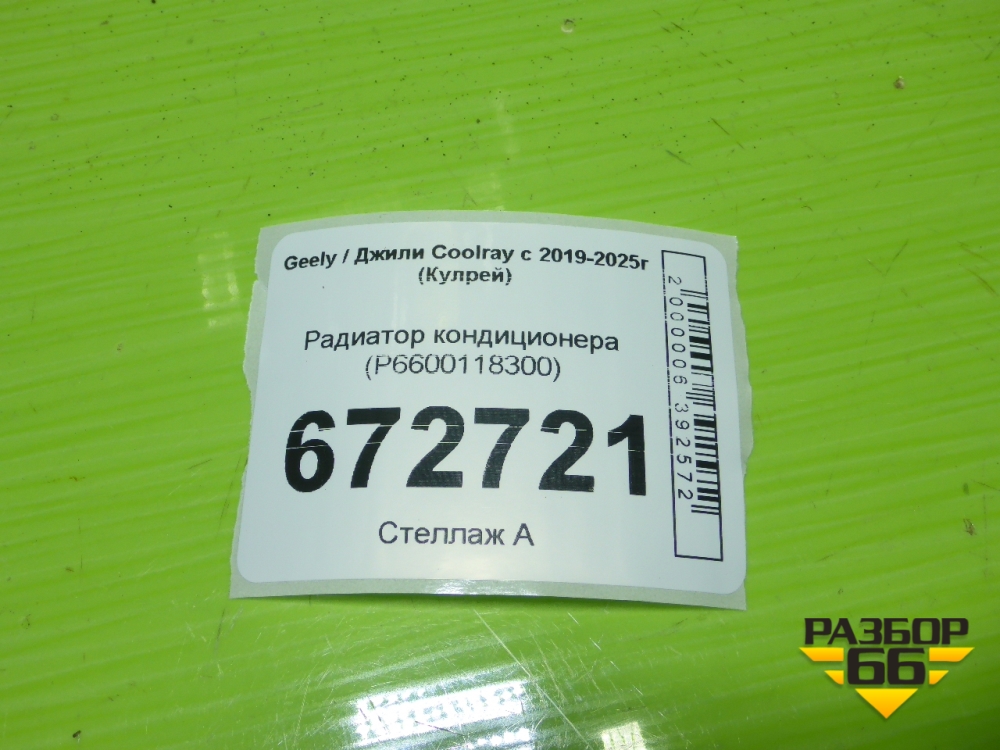 Geely / Джили Coolray с 2019-2025г
(Кулрей)
Радиатор кондиционера
(P6600118300)
672721
Стеллаж А
2000006392572
РАЗБОР
66